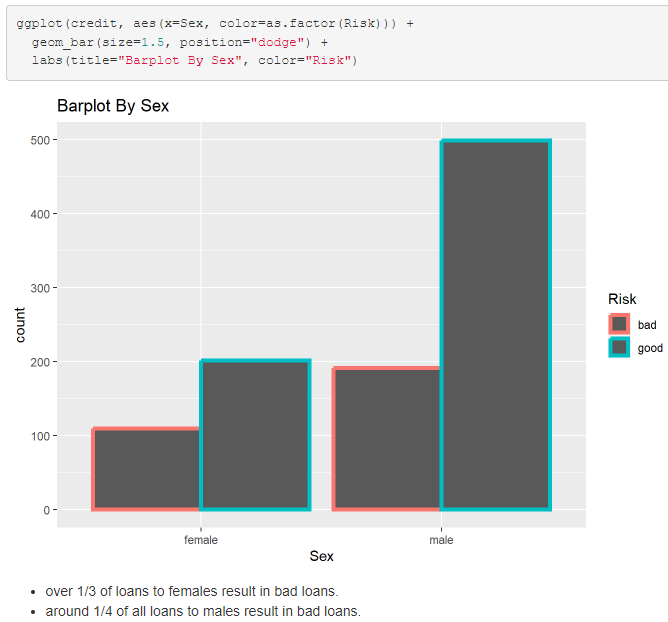 ggplot(credit, aes(x=Sex, color=as.factor(Risk))) +
  geom_bar(size=1.5, position="dodge") +
  labs(title="Barplot By Sex", color="Risk")
Barplot By Sex
500
400
300
200
100
0
count
female
male
Sex
Risk
bad
good
• over 1/3 of loans to females result in bad loans.
• around 1/4 of all loans to males result in bad loans.